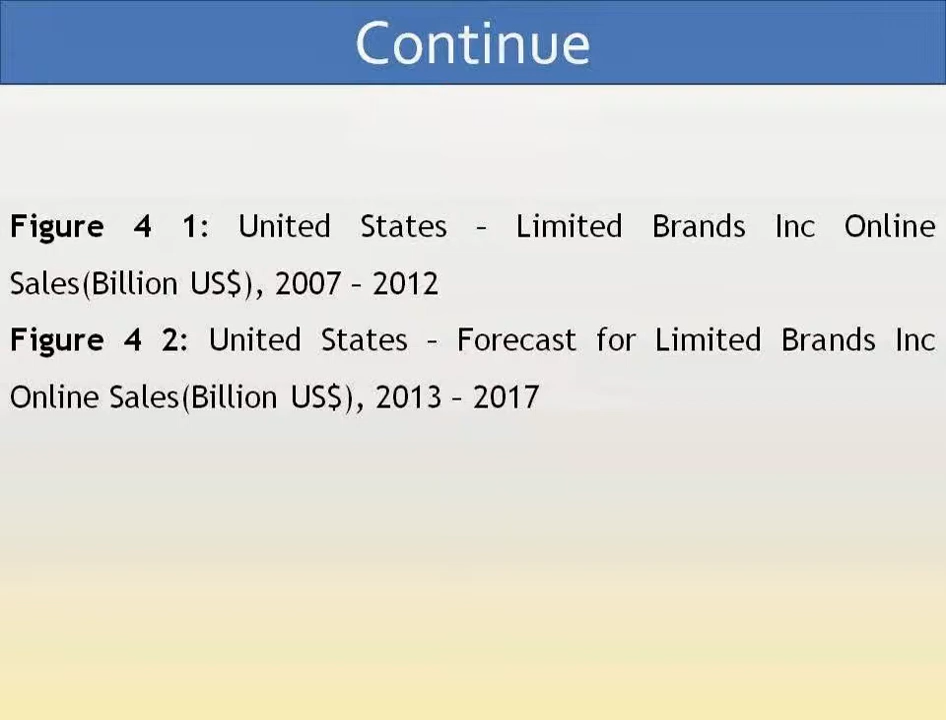 Continue
Figure 4 1: United States - Limited Brands Inc Online
Sales(Billion US$), 2007 - 2012
Figure 4 2: United States - Forecast for Limited Brands Inc
Online Sales(Billion US$), 2013 - 2017